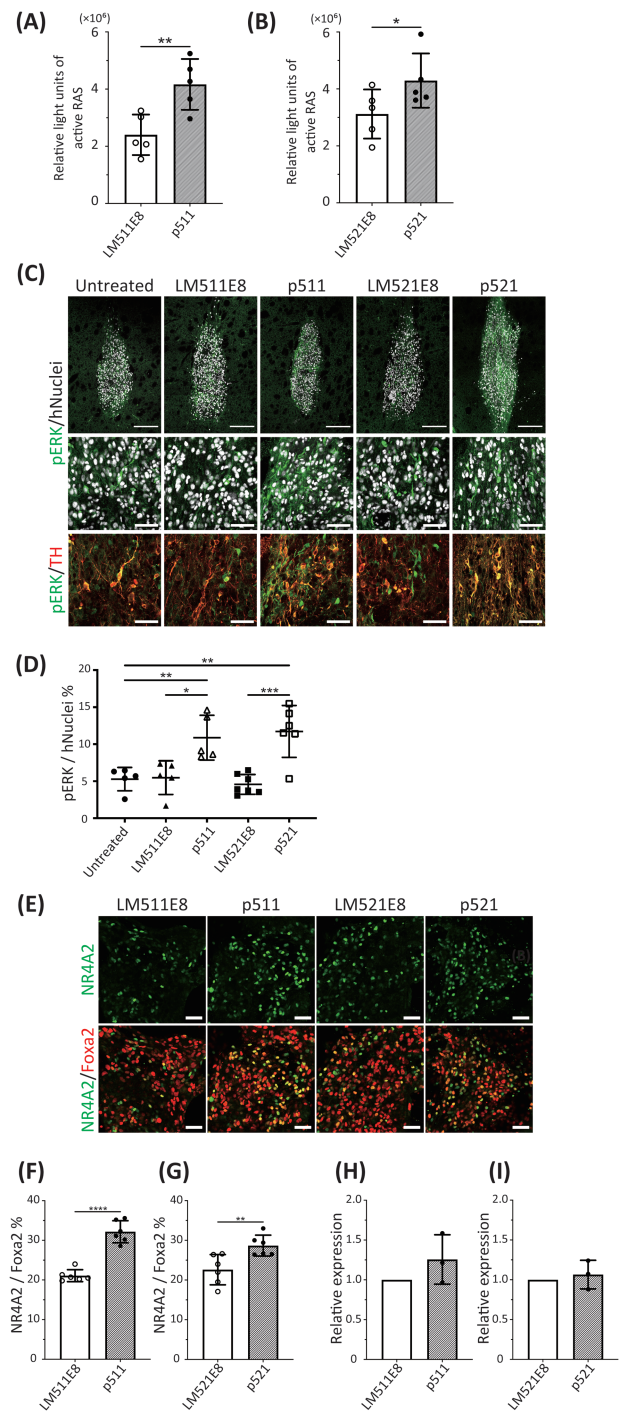 (A)
(×10⁶)
**
Relative light units of
active RAS
6
4
2
0
LM511E8
p511
(B)
(×10⁶)
*
Relative light units of
active RAS
6
4
2
0
LM521E8
p521
(C)
Untreated LM511E8 p511 LM521E8 p521
pERK/hNuclei
pERK/TH
(D)
**
**
* ***
pERK / hNuclei %
20
15
10
5
0
Untreated
LM511E8
p511
LM521E8
p521
(E)
LM511E8 p511 LM521E8 p521
NR4A2
(B)
NR4A2/Foxa2
(F)
****
NR4A2 / Foxa2 %
40
30
20
10
0
LM511E8
p511
(G)
**
NR4A2 / Foxa2 %
40
30
20
10
0
LM521E8
p521
(H)
Relative expression
2.0
1.5
1.0
0.5
0
LM511E8
p511
(I)
Relative expression
2.0
1.5
1.0
0.5
0
LM521E8
p521